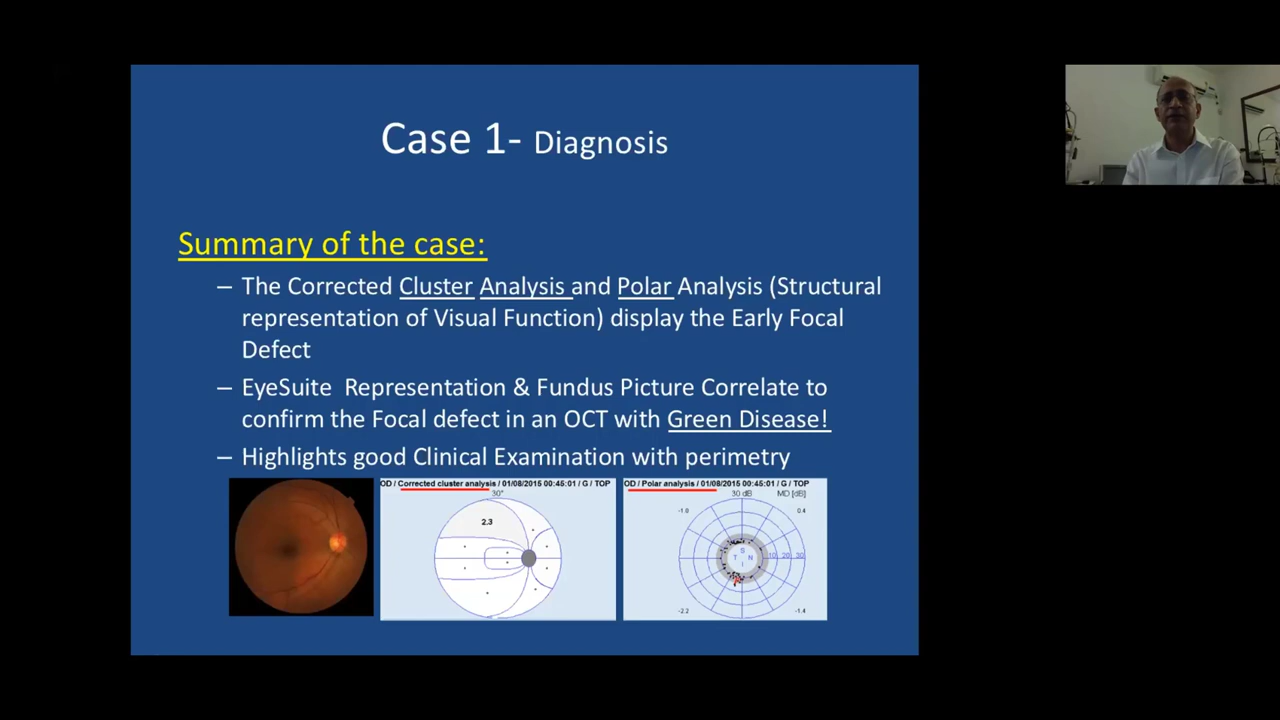 Case 1- Diagnosis
Summary of the case:
– The Corrected Cluster Analysis and Polar Analysis (Structural
representation of Visual Function) display the Early Focal
Defect
– EyeSuite Representation & Fundus Picture Correlate to
confirm the Focal defect in an OCT with Green Disease!
– Highlights good Clinical Examination with perimetry
OD / Corrected cluster analysis / 01/08/2015 00:45:01 / G / TOP
30°
2.3
OD / Polar analysis / 01/08/2015 00:45:01 / G / TOP
30 dB MD [dB]
-1.0 0.4
S
T N 10 20 30
I
-2.2 -1.4